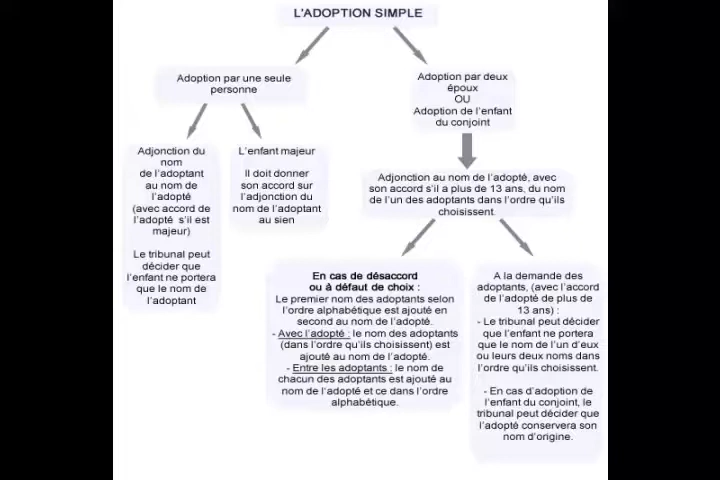 L'ADOPTION SIMPLE
Adoption par une seule
personne
Adoption par deux
époux
OU
Adoption de l'enfant
du conjoint
Adjonction du
nom
de l'adoptant
au nom de
l'adopté
(avec accord de
l'adopté s'il est
majeur)
Le tribunal peut
décider que
l'enfant ne portera
que le nom de
l'adoptant
L'enfant majeur
Il doit donner
son accord sur
l'adjonction du
nom de l'adoptant
au sien
Adjonction au nom de l'adopté, avec
son accord s'il a plus de 13 ans, du nom
de l'un des adoptants dans l'ordre qu'ils
choisissent.
En cas de désaccord
ou à défaut de choix :
Le premier nom des adoptants selon
l'ordre alphabétique est ajouté en
second au nom de l'adopté.
- Avec l'adopté : le nom des adoptants
(dans l'ordre qu'ils choisissent) est
ajouté au nom de l'adopté.
- Entre les adoptants : le nom de
chacun des adoptants est ajouté au
nom de l'adopté et ce dans l'ordre
alphabétique.
A la demande des
adoptants, (avec l'accord
de l'adopté de plus de
13 ans) :
- Le tribunal peut décider
que l'enfant ne portera
que le nom de l'un d'eux
ou leurs deux noms dans
l'ordre qu'ils choisissent.
- En cas d'adoption de
l'enfant du conjoint, le
tribunal peut décider que
l'adopté conservera son
nom d'origine.